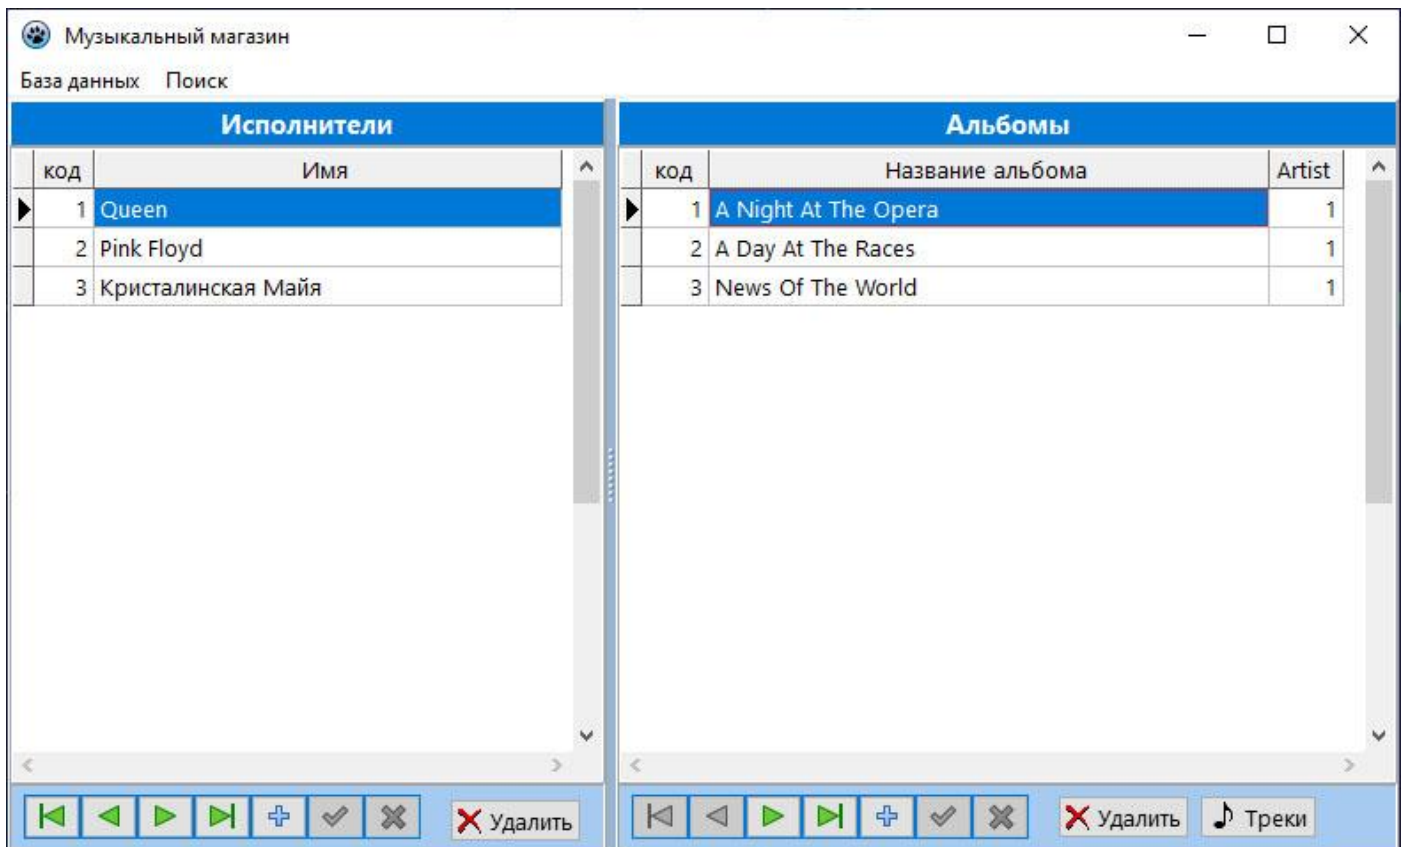 Музыкальный магазин
База данных Поиск
Исполнители
код Имя
1 Queen
2 Pink Floyd
3 Кристалинская Майя
Удалить
Альбомы
код Название альбома Artist
1 A Night At The Opera 1
2 A Day At The Races 1
3 News Of The World 1
Удалить Треки